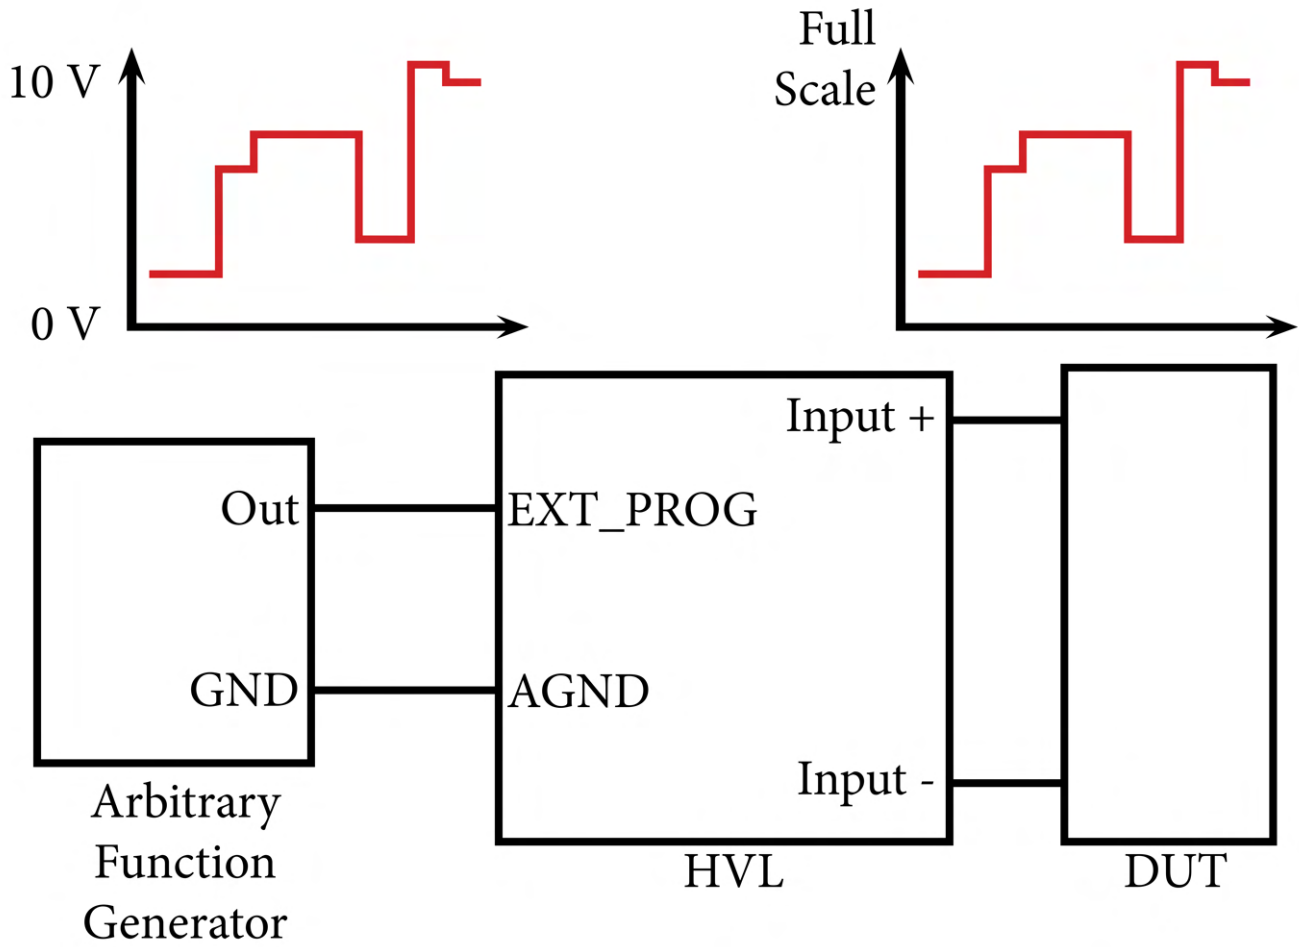 10 V
0 V
Full
Scale
Out
GND
Arbitrary
Function
Generator
EXT_PROG
AGND
Input +
Input -
HVL
DUT